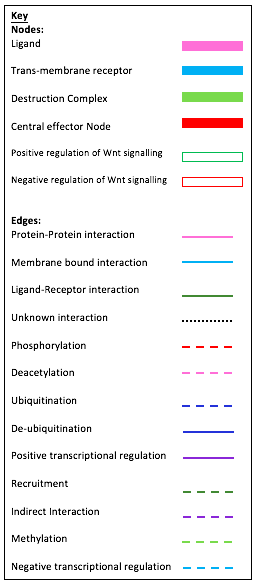 Key
Nodes:
Ligand
Trans-membrane receptor
Destruction Complex
Central effector Node
Positive regulation of Wnt signalling
Negative regulation of Wnt signalling
Edges:
Protein-Protein interaction
Membrane bound interaction
Ligand-Receptor interaction
Unknown interaction
Phosphorylation
Deacetylation
Ubiquitination
De-ubiquitination
Positive transcriptional regulation
Recruitment
Indirect Interaction
Methylation
Negative transcriptional regulation